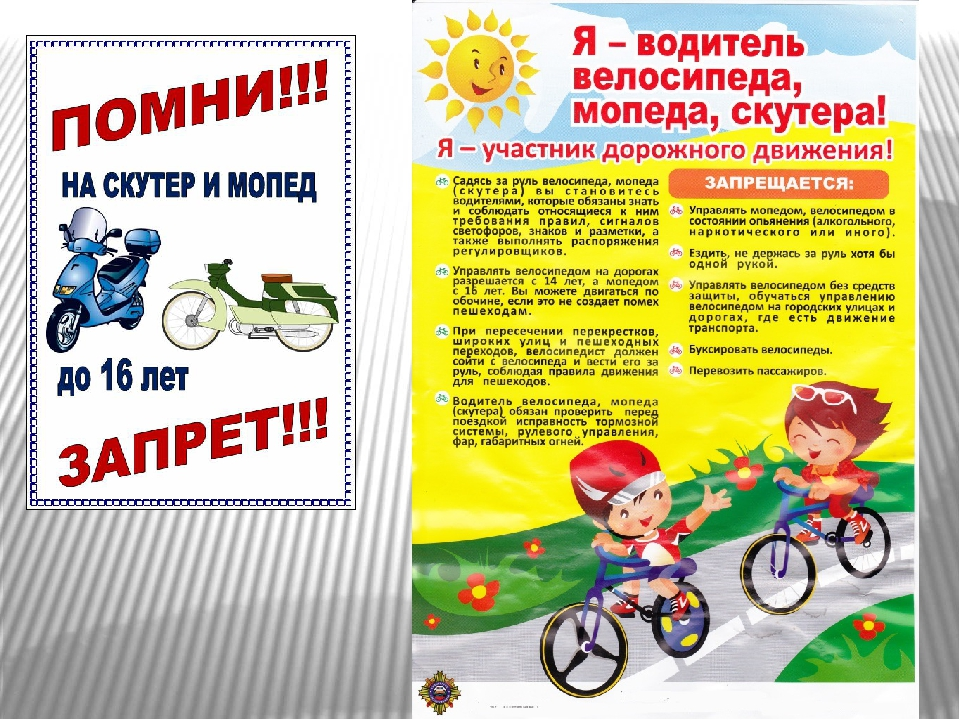 ПОМНИ!!!
НА СКУТЕР И МОПЕД
до 16 лет
ЗАПРЕТ!!!
Я – водитель
велосипеда,
мопеда, скутера!
Я – участник дорожного движения!
Садясь за руль велосипеда, мопеда
(скутера) вы становитесь
водителями, которые обязаны знать
и соблюдать относящиеся к ним
требования правил, сигналов
светофоров, знаков и разметки, а
также выполнять распоряжения
регулировщиков.
Управлять велосипедом на дорогах
разрешается с 14 лет, а мопедом
с 16 лет. Вы можете двигаться по
обочине, если это не создает помех
пешеходам.
При пересечении перекрестков,
широких улиц и пешеходных
переходов, велосипедист должен
сойти с велосипеда и вести его за
руль, соблюдая правила движения
для пешеходов.
Водитель велосипеда, мопеда
(скутера) обязан проверить перед
поездкой исправность тормозной
системы, рулевого управления,
фар, габаритных огней.
ЗАПРЕЩАЕТСЯ:
Управлять мопедом, велосипедом в
состоянии опьянения (алкогольного,
наркотического или иного).
Ездить, не держась за руль хотя бы
одной рукой.
Управлять велосипедом без средств
защиты, обучаться управлению
велосипедом на городских улицах и
дорогах, где есть движение
транспорта.
Буксировать велосипеды.
Перевозить пассажиров.